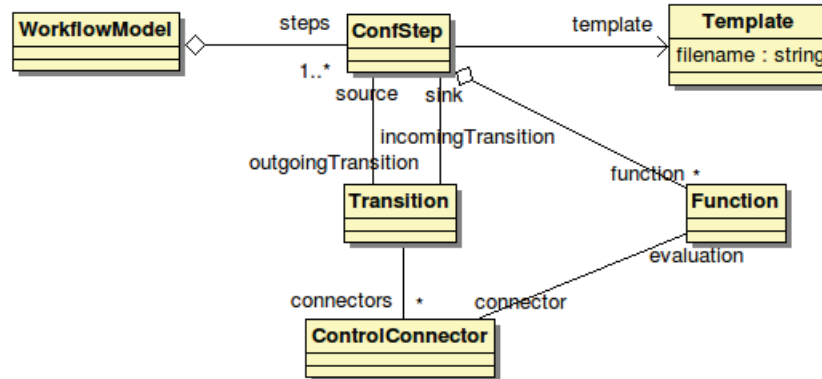 WorkflowModel
steps
1..*
ConfStep
template
Template
filename : string
source
sink
outgoingTransition
incomingTransition
function
*
Transition
Function
evaluation
connectors
*
connector
ControlConnector